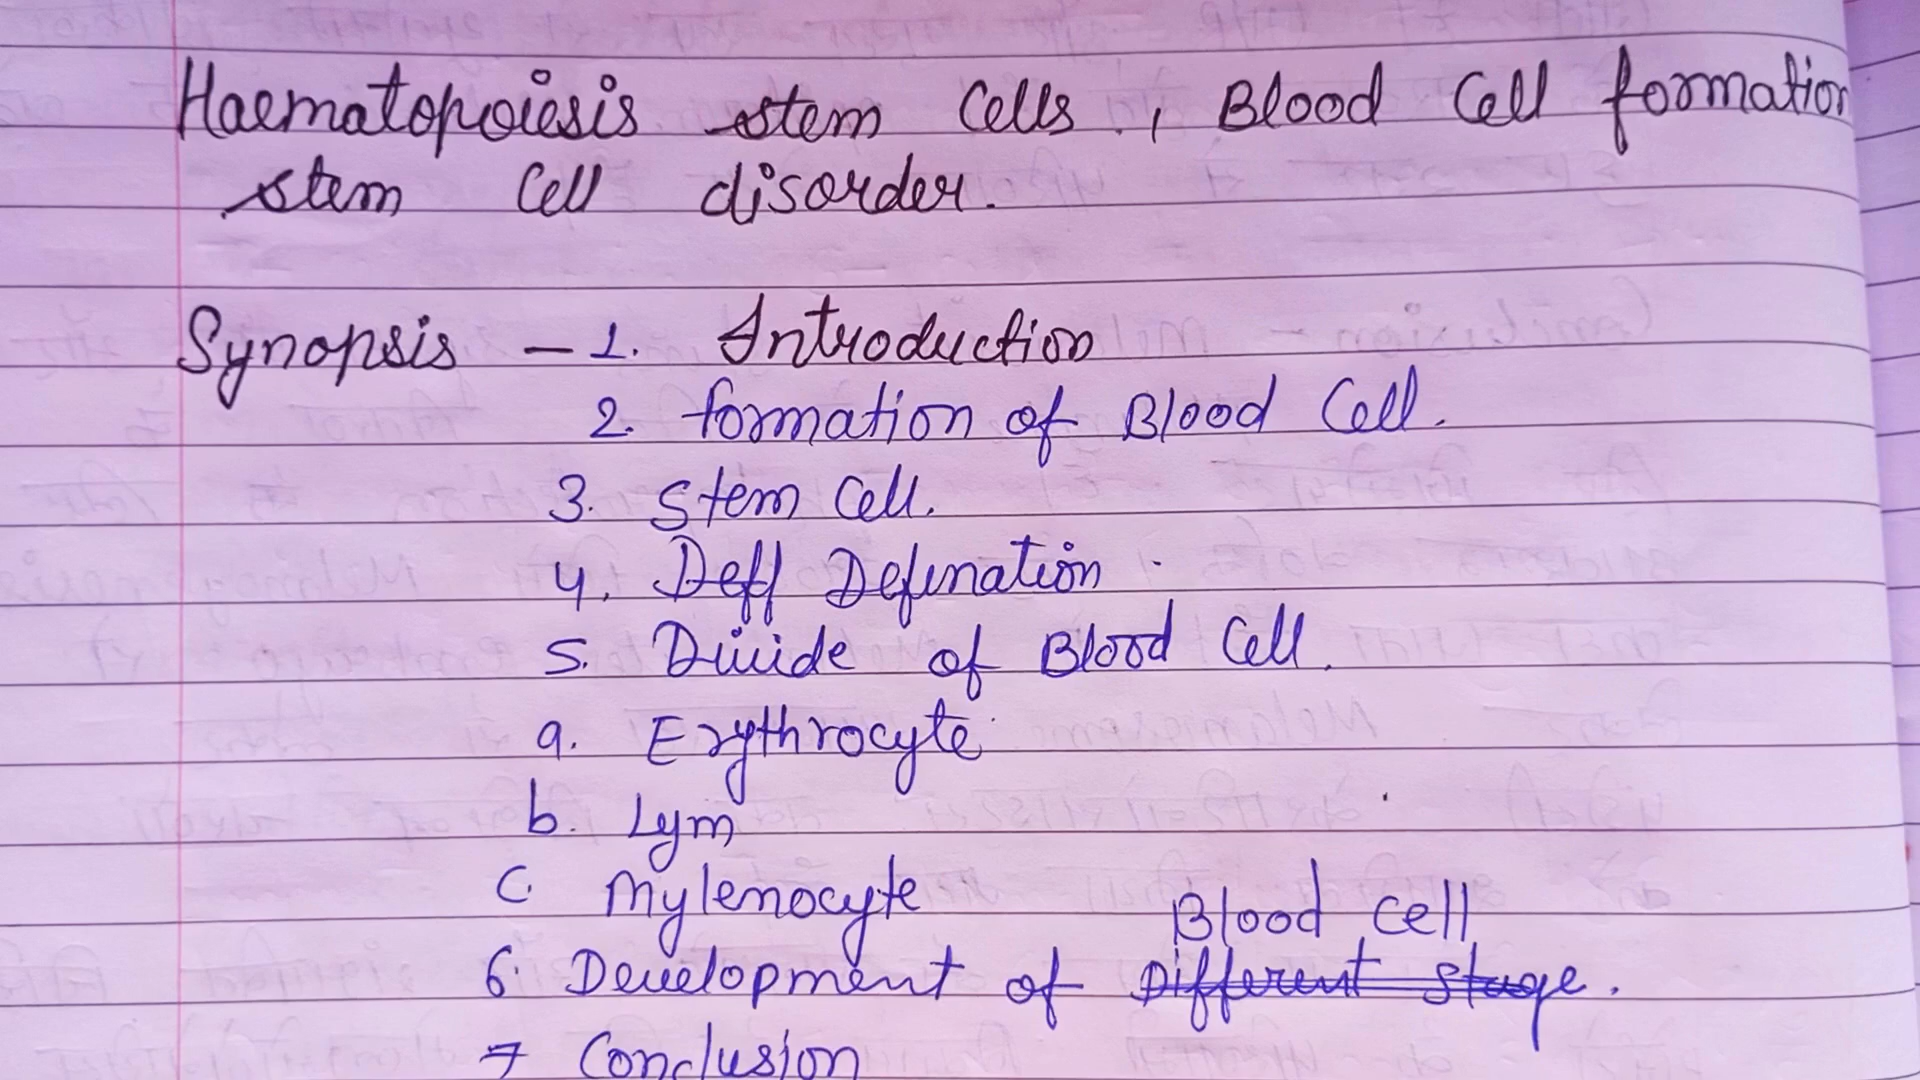 Haematopoiesis stem Cells, Blood Cell formation
stem Cell disorder.
Synopsis - 1. Introduction
2. formation of Blood Cell.
3. Stem Cell.
4. Deff Defination
5. Divide of Blood Cell.
a. Erythrocyte
b. Lym
c. Mylenocyte
Blood cell
6. Development of Different stage.
7 Conclusion